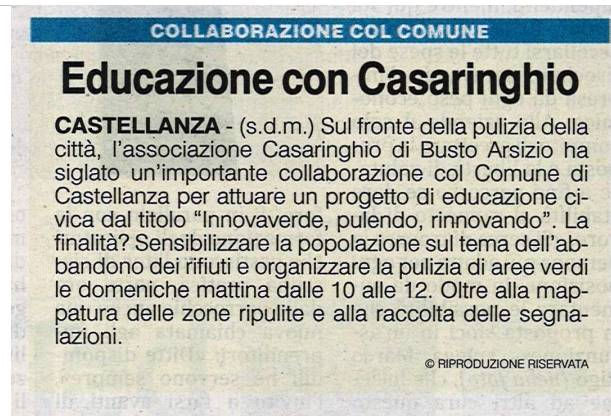 COLLABORAZIONE COL COMUNE
Educazione con Casaringhio
CASTELLANZA - (s.d.m.) Sul fronte della pulizia della
città, l'associazione Casaringhio di Busto Arsizio ha
siglato un'importante collaborazione col Comune di
Castellanza per attuare un progetto di educazione ci-
vica dal titolo "Innovaverde, pulendo, rinnovando". La
finalità? Sensibilizzare la popolazione sul tema dell'ab-
bandono dei rifiuti e organizzare la pulizia di aree verdi
le domeniche mattina dalle 10 alle 12. Oltre alla map-
patura delle zone ripulite e alla raccolta delle segna-
lazioni.
© RIPRODUZIONE RISERVATA